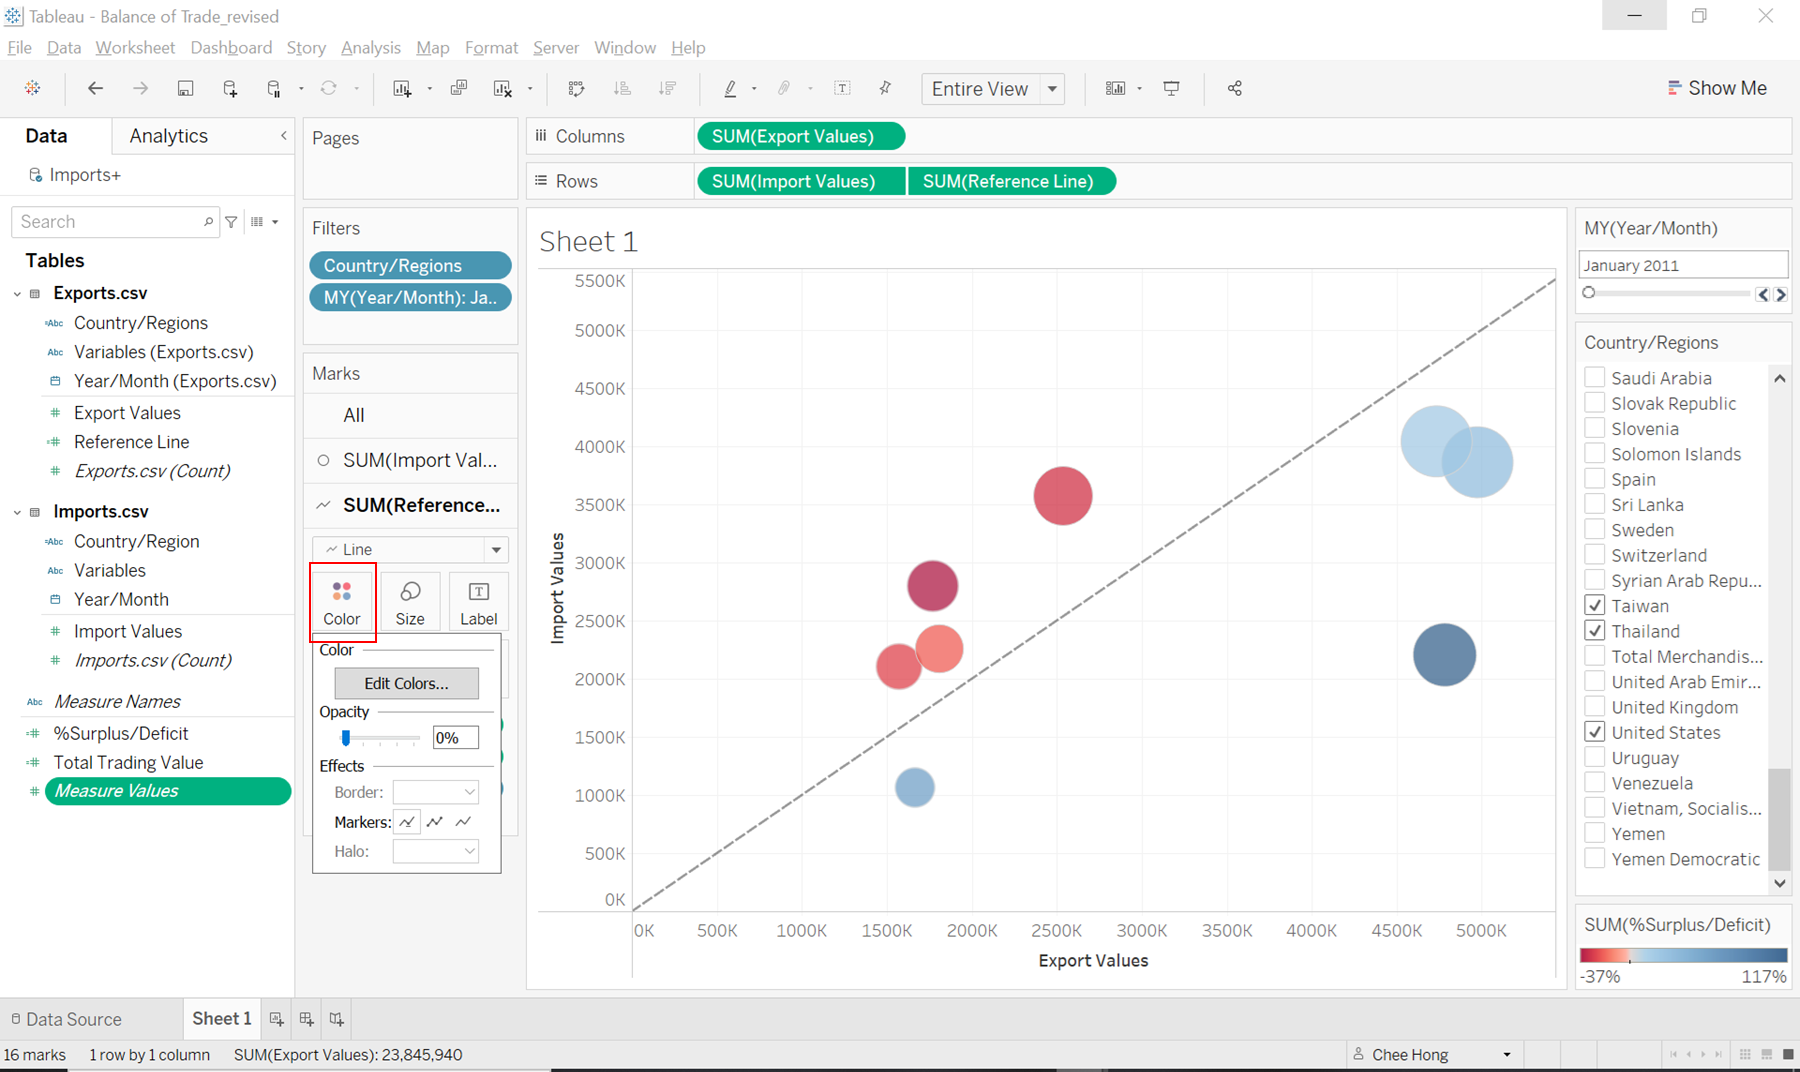 Tableau - Balance of Trade_revised
File Data Worksheet Dashboard Story Analysis Map Format Server Window Help
Entire View
Show Me
Data
Analytics
Imports+
Search
Tables
Exports.csv
Abc Country/Regions
Abc Variables (Exports.csv)
Year/Month (Exports.csv)
# Export Values
# Reference Line
# Exports.csv (Count)
Imports.csv
Abc Country/Region
Abc Variables
Year/Month
# Import Values
# Imports.csv (Count)
Abc Measure Names
# %Surplus/Deficit
# Total Trading Value
# Measure Values
Pages
Filters
Country/Regions
MY(Year/Month): Ja..
Marks
All
SUM(Import Val...
SUM(Reference...
Line
Color
Size
T
Label
Color
Edit Colors...
Opacity
0%
Effects
Border:
Markers:
Halo:
Columns
SUM(Export Values)
Rows
SUM(Import Values)
SUM(Reference Line)
Sheet 1
5500K
5000K
4500K
4000K
3500K
3000K
2500K
2000K
1500K
1000K
500K
0K
Import Values
0K 500K 1000K 1500K 2000K 2500K 3000K 3500K 4000K 4500K 5000K
Export Values
MY(Year/Month)
January 2011
Country/Regions
Saudi Arabia
Slovak Republic
Slovenia
Solomon Islands
Spain
Sri Lanka
Sweden
Switzerland
Syrian Arab Repu...
Taiwan
Thailand
Total Merchandis...
United Arab Emir...
United Kingdom
United States
Uruguay
Venezuela
Vietnam, Socialis...
Yemen
Yemen Democratic
SUM(%Surplus/Deficit)
-37% 117%
Data Source
Sheet 1
16 marks
1 row by 1 column
SUM(Export Values): 23,845,940
Chee Hong